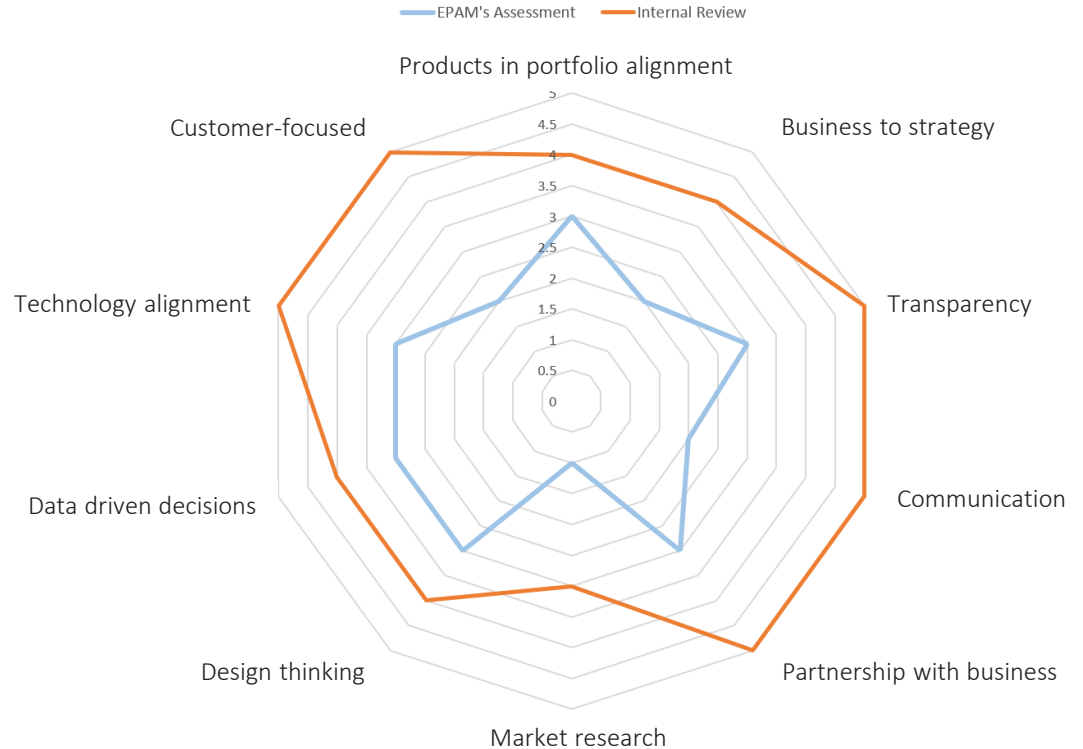 EPAM's Assessment Internal Review
Products in portfolio alignment
5
Customer-focused
Business to strategy
4.5
4
3.5
3
2.5
Technology alignment
Transparency
2
1.5
1
0.5
0
Data driven decisions
Communication
Design thinking
Partnership with business
Market research